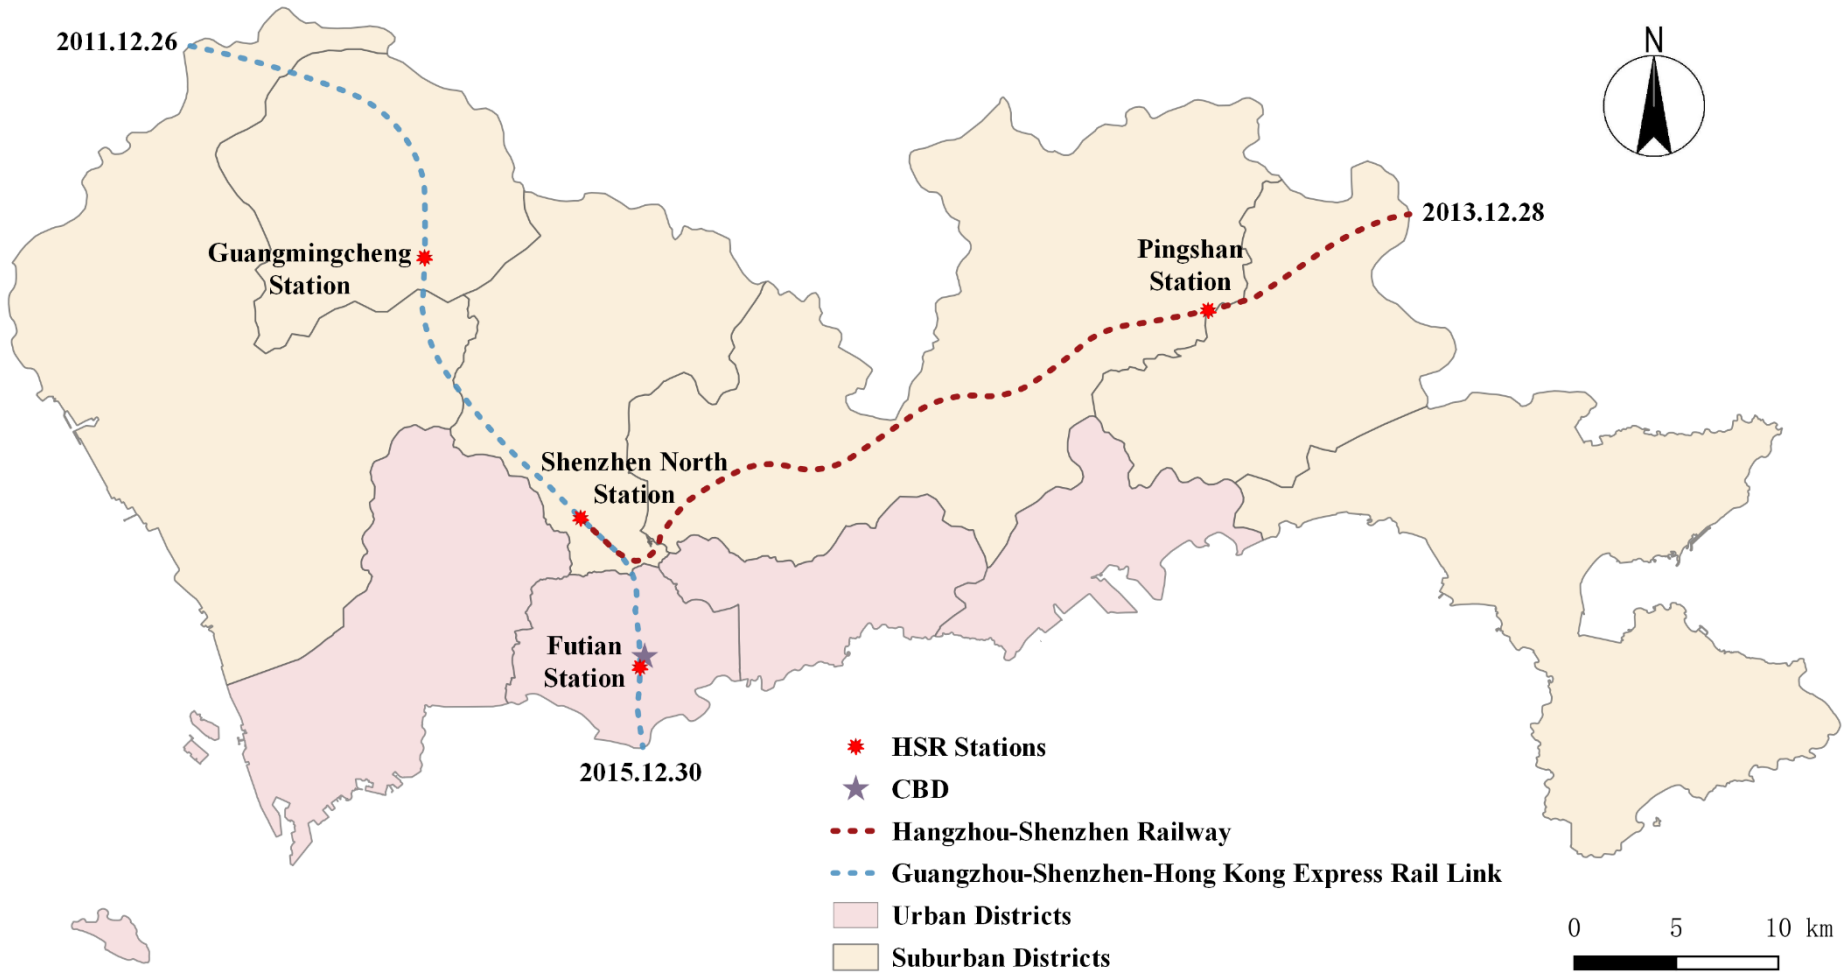 2011.12.26
N
2013.12.28
Guangmingcheng
Station
Pingshan
Station
Shenzhen North
Station
Futian
Station
2015.12.30
HSR Stations
CBD
Hangzhou-Shenzhen Railway
Guangzhou-Shenzhen-Hong Kong Express Rail Link
Urban Districts
Suburban Districts
0 5 10 km